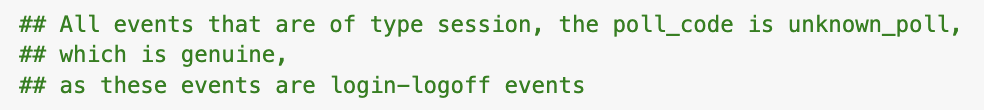 ## All events that are of type session, the poll_code is unknown_poll,
## which is genuine,
## as these events are login-logoff events